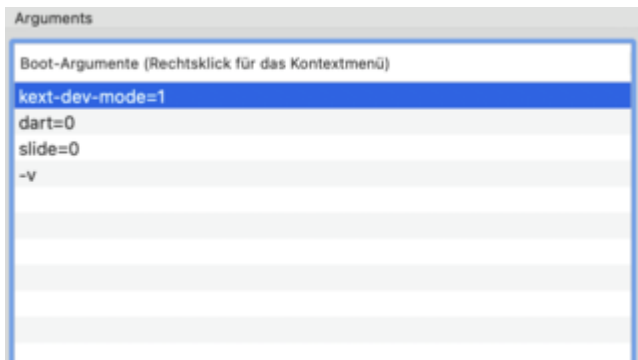 Arguments
Boot-Argumente (Rechtsklick für das Kontextmenü)
kext-dev-mode=1
dart=0
slide=0
-v